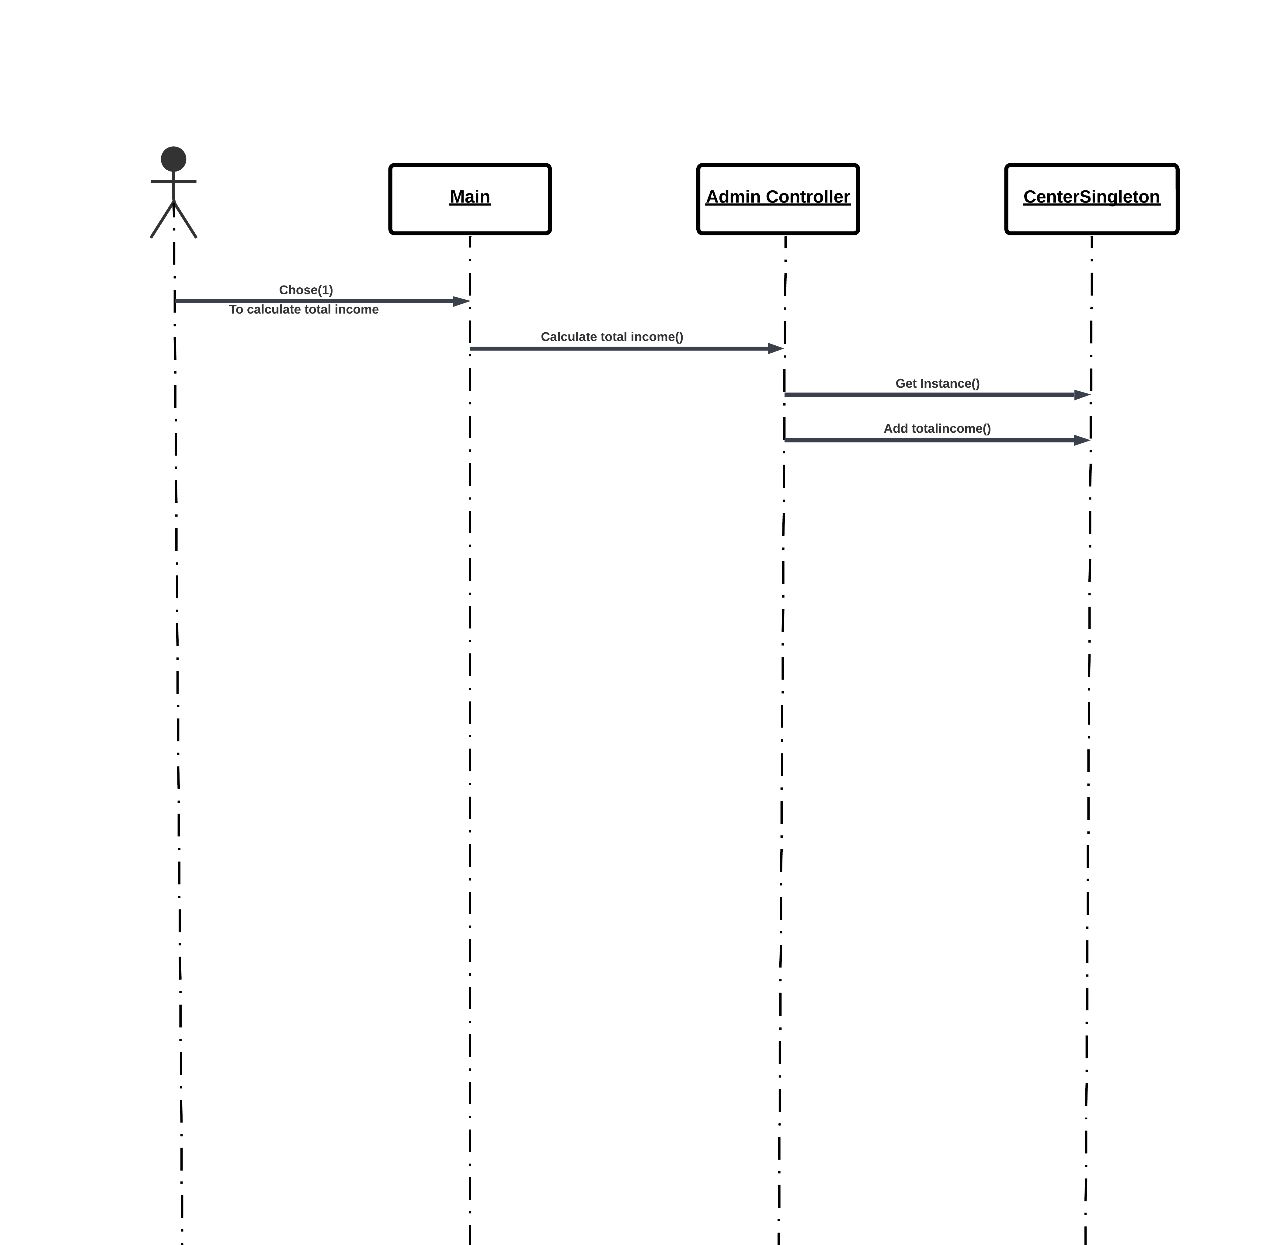 Main
Admin Controller
CenterSingleton
Chose(1)
To calculate total income
Calculate total income()
Get Instance()
Add totalincome()